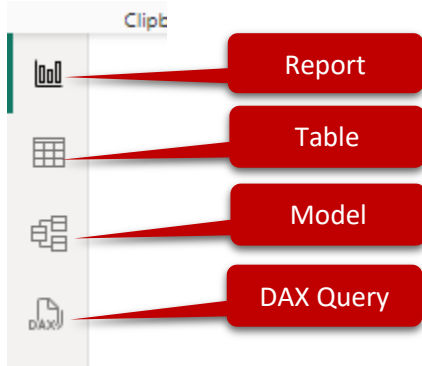 Clipb
Report
Table
Model
DAX Query
DAX